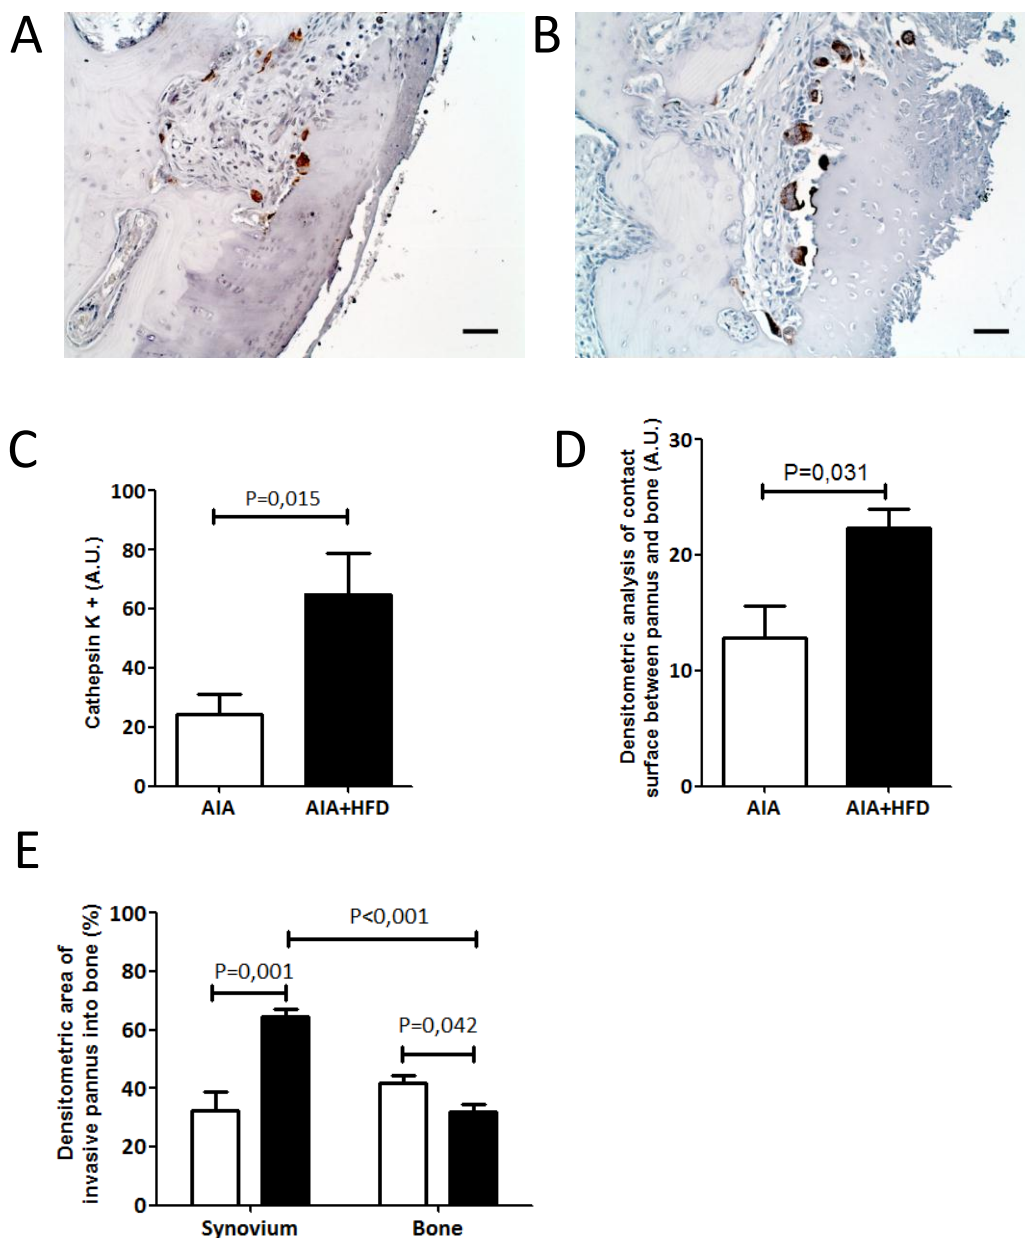 A
B
C
Cathepsin K + (A.U.)
100
80
60
40
20
0
P=0,015
AIA
AIA+HFD
D
Densitometric analysis of contact
surface between pannus and bone (A.U.)
30
20
10
0
P=0,031
AIA
AIA+HFD
E
Densitometric area of
invasive pannus into bone (%)
100
80
60
40
20
0
P<0,001
P=0,001
P=0,042
Synovium
Bone